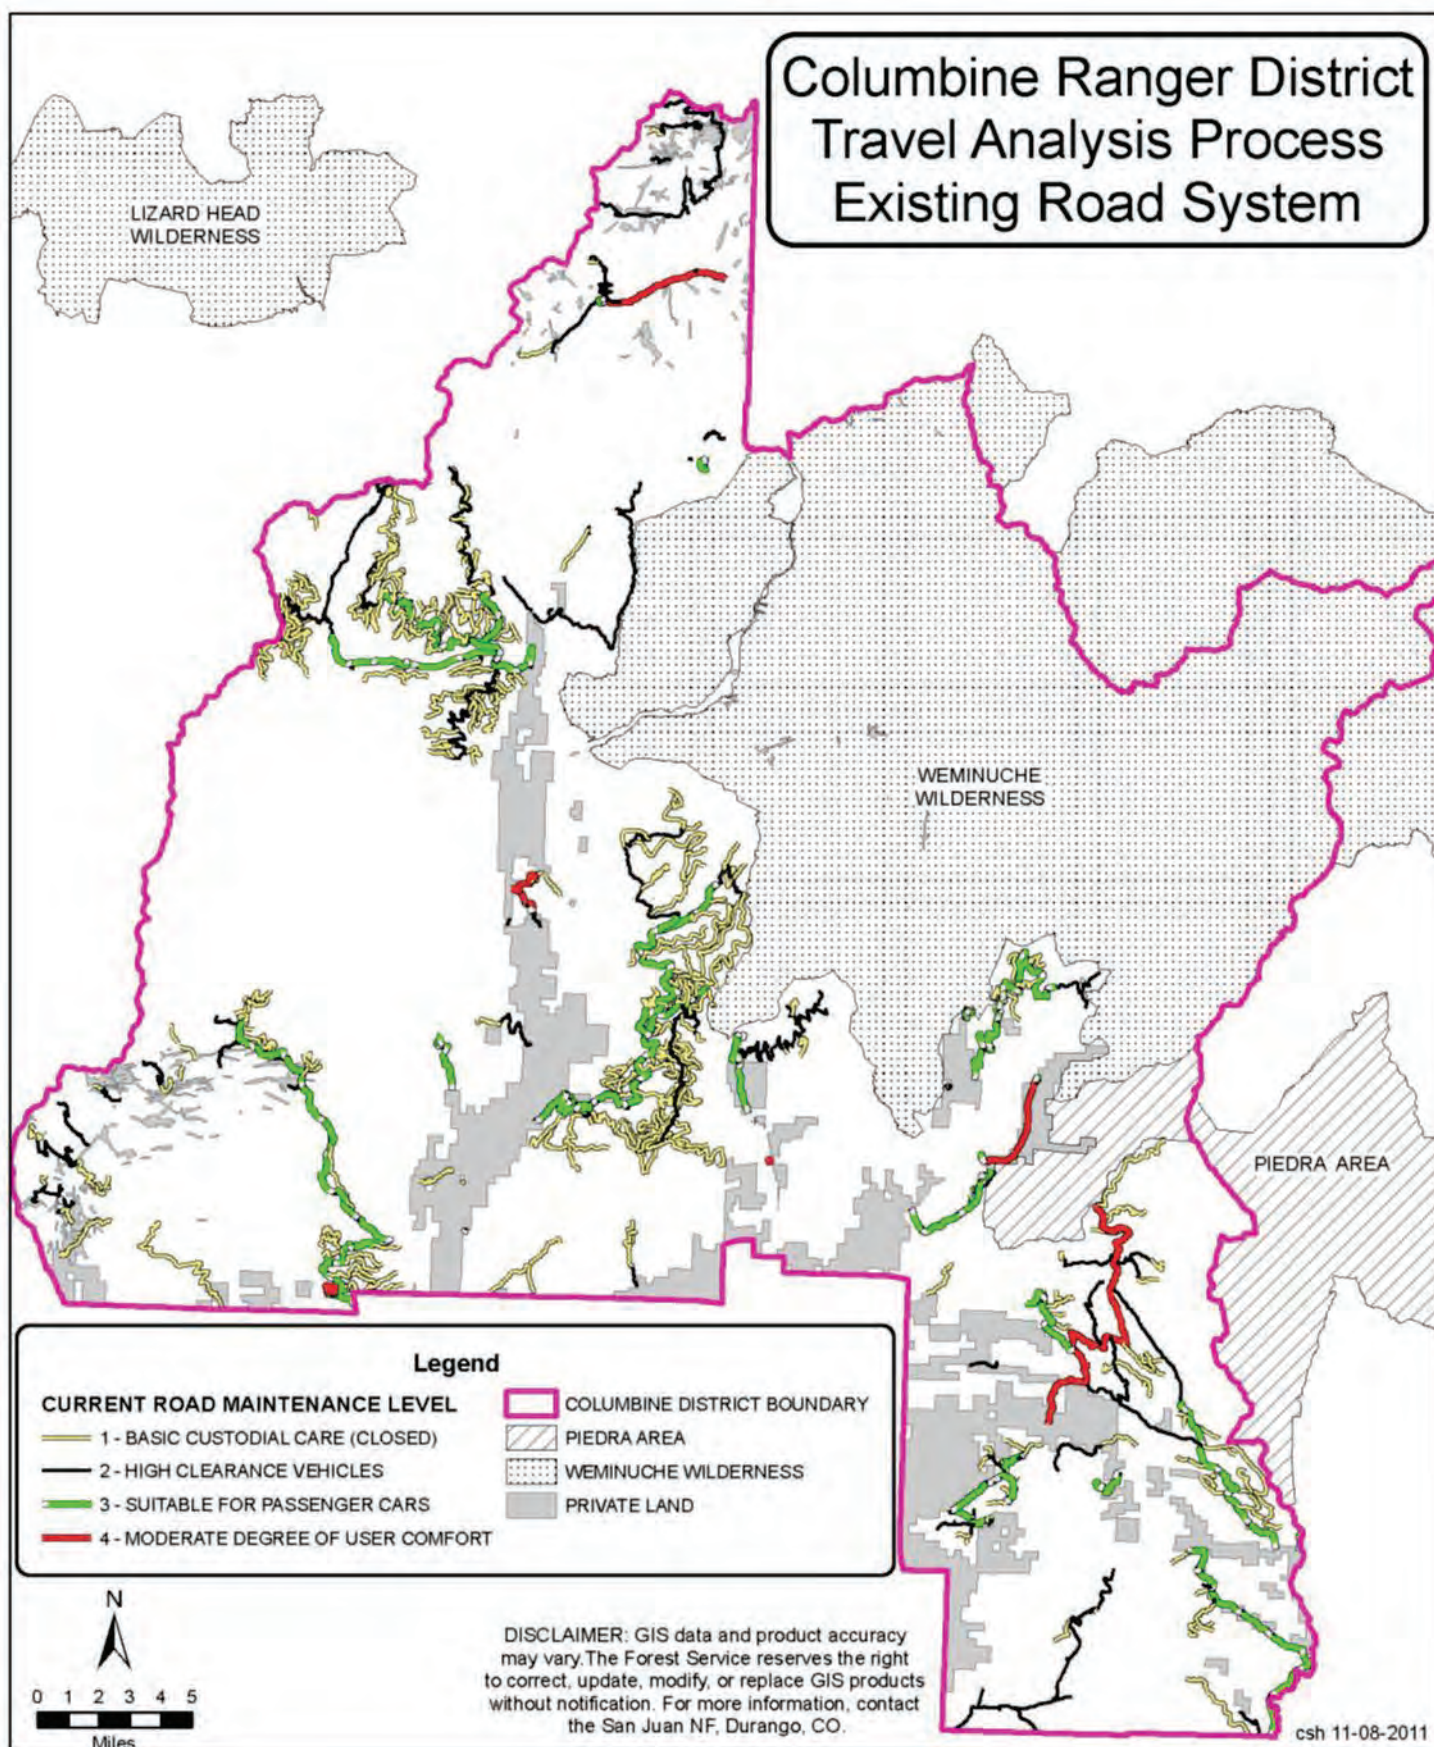 Columbine Ranger District
Travel Analysis Process
Existing Road System
LIZARD HEAD
WILDERNESS
WEMINUCHE
WILDERNESS
PIEDRA AREA
Legend
CURRENT ROAD MAINTENANCE LEVEL
1 - BASIC CUSTODIAL CARE (CLOSED)
2 - HIGH CLEARANCE VEHICLES
3 - SUITABLE FOR PASSENGER CARS
4 - MODERATE DEGREE OF USER COMFORT
COLUMBINE DISTRICT BOUNDARY
PIEDRA AREA
WEMINUCHE WILDERNESS
PRIVATE LAND
N
0 1 2 3 4 5
Miles
DISCLAIMER: GIS data and product accuracy
may vary.The Forest Service reserves the right
to correct, update, modify, or replace GIS products
without notification. For more information, contact
the San Juan NF, Durango, CO.
csh 11-08-2011